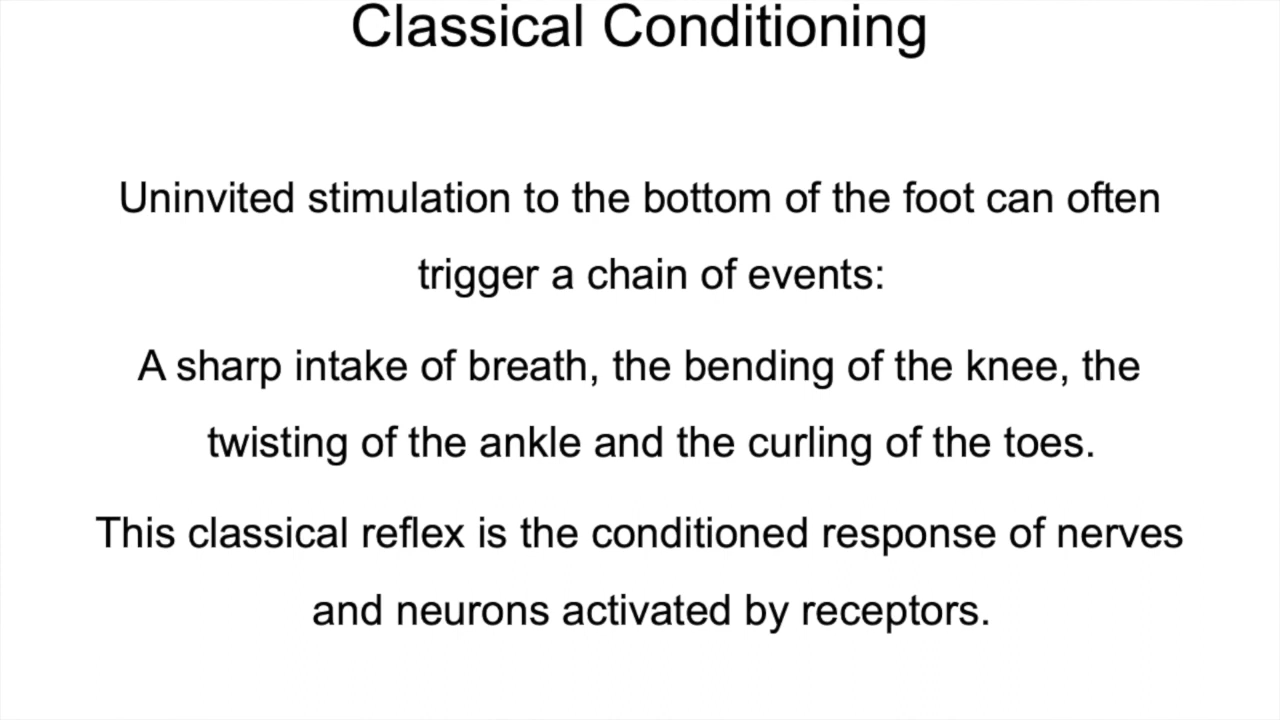 Classical Conditioning
Uninvited stimulation to the bottom of the foot can often
trigger a chain of events:
A sharp intake of breath, the bending of the knee, the
twisting of the ankle and the curling of the toes.
This classical reflex is the conditioned response of nerves
and neurons activated by receptors.